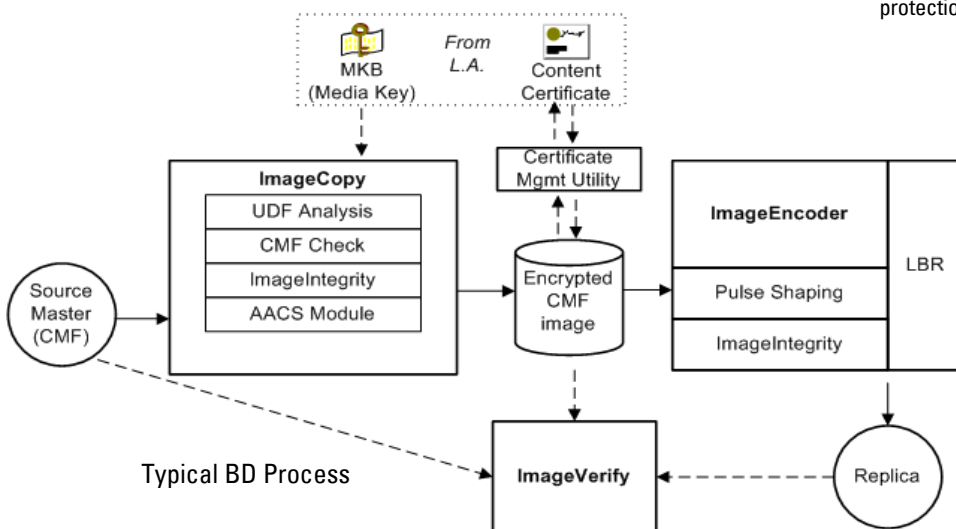 protectio
MKB
(Media Key)
From
L.A.
Content
Certificate
ImageCopy
UDF Analysis
CMF Check
ImageIntegrity
AACS Module
Certificate
Mgmt Utility
ImageEncoder
Pulse Shaping
ImageIntegrity
LBR
Source
Master
(CMF)
Encrypted
CMF
image
Typical BD Process
ImageVerify
Replica